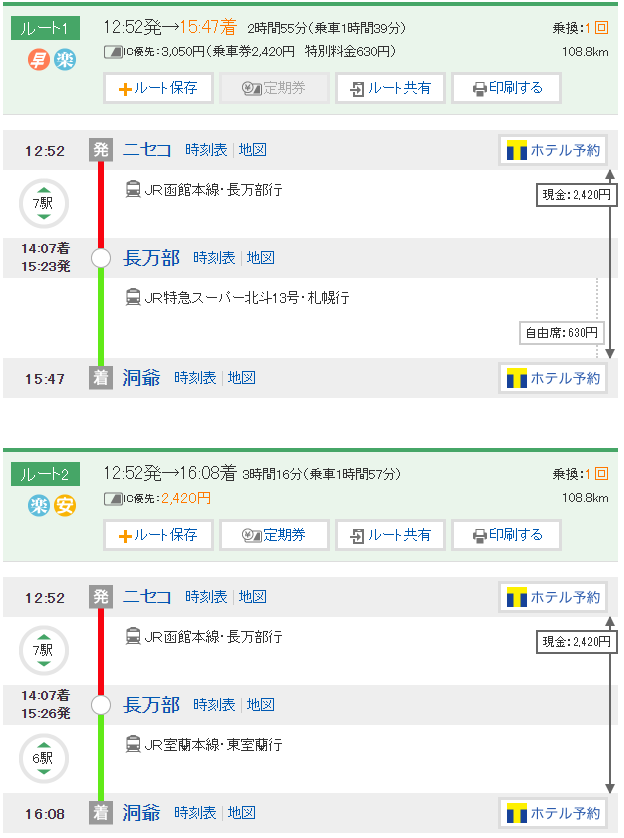 ルート1 12:52発→15:47着 2時間55分(乗車1時間39分) 乗換:1回
早 楽 IC優先:3,050円(乗車券2,420円 特別料金630円) 108.8km
ルート保存 定期券 ルート共有 印刷する
12:52 発 ニセコ 時刻表 地図 ホテル予約
7駅 JR函館本線・長万部行 現金:2,420円
14:07着
15:23発
長万部 時刻表 地図
JR特急スーパー北斗13号・札幌行
自由席:630円
15:47 着 洞爺 時刻表 地図 ホテル予約
ルート2 12:52発→16:08着 3時間16分(乗車1時間57分) 乗換:1回
楽 安 IC優先:2,420円 108.8km
ルート保存 定期券 ルート共有 印刷する
12:52 発 ニセコ 時刻表 地図 ホテル予約
7駅 JR函館本線・長万部行 現金:2,420円
14:07着
15:26発
長万部 時刻表 地図
6駅 JR室蘭本線・東室蘭行
16:08 着 洞爺 時刻表 地図 ホテル予約